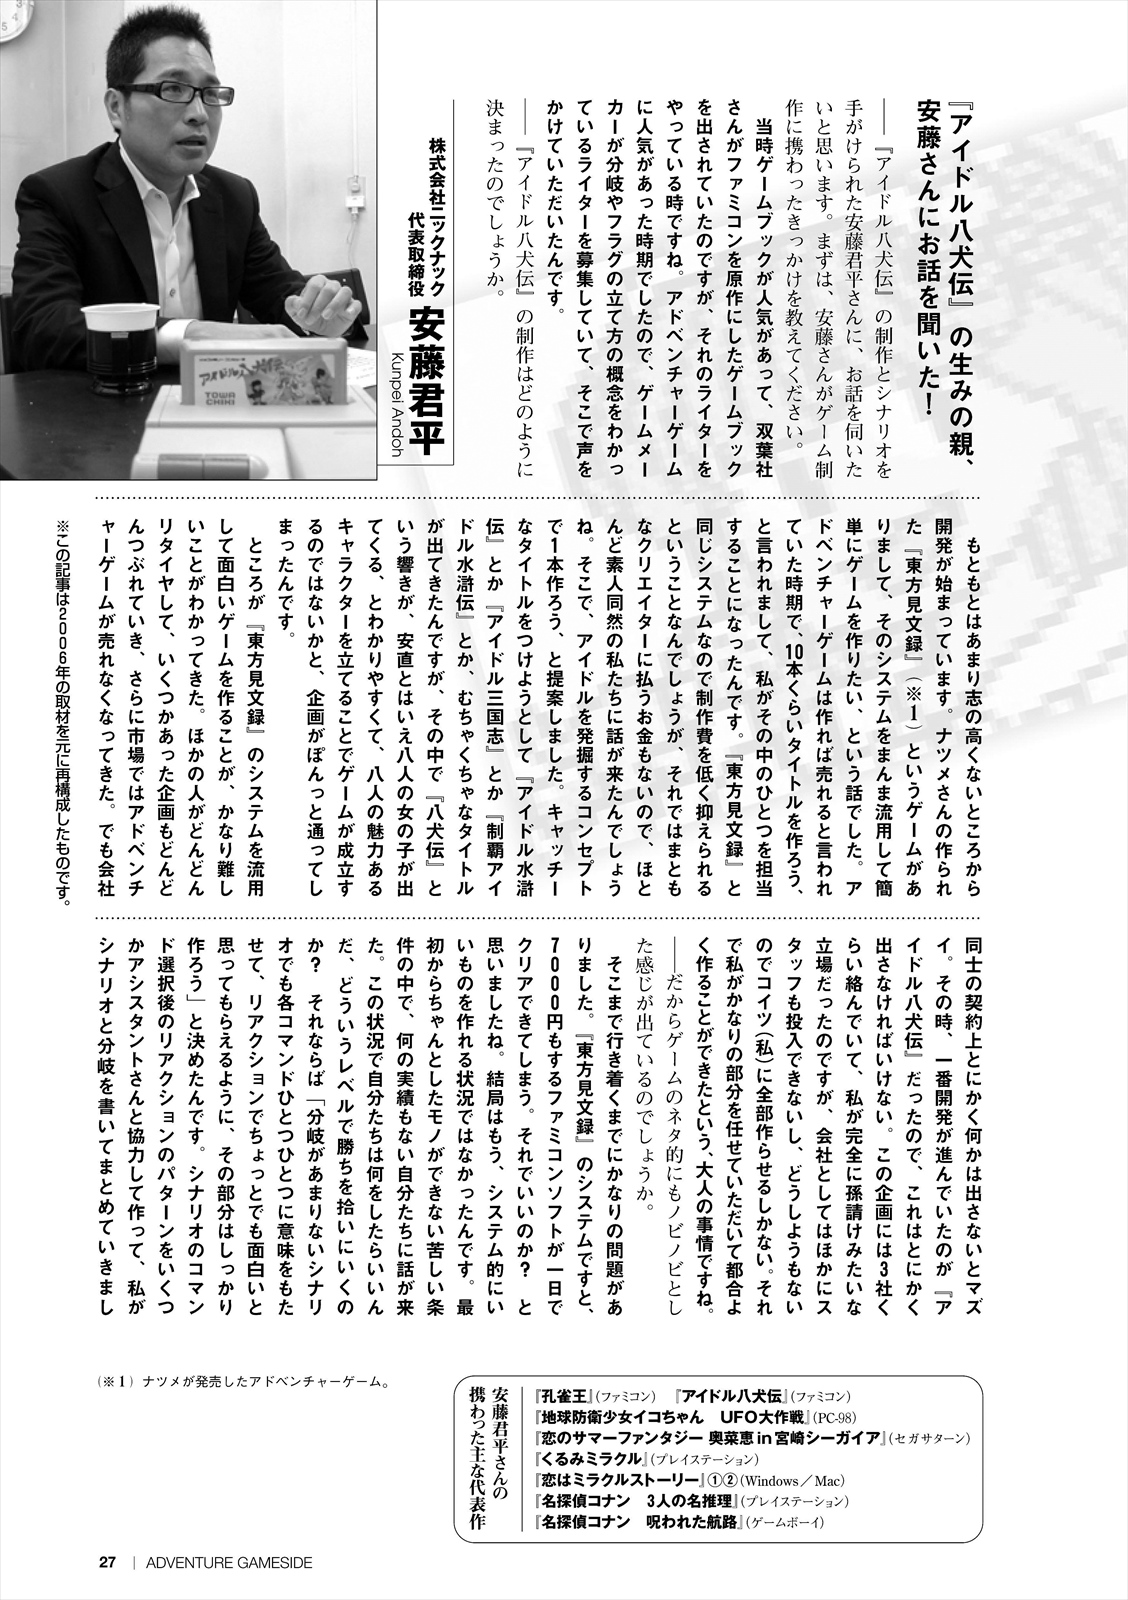 『アイドル八犬伝』の生みの親、
安藤さんにお話を聞いた！
――『アイドル八犬伝』の制作とシナリオを
手がけられた安藤君平さんに、お話を伺いた
いと思います。まずは、安藤さんがゲーム制
作に携わったきっかけを教えてください。
当時ゲームブックが人気があって、双葉社
さんがファミコンを原作にしたゲームブック
を出されていたのですが、それのライターを
やっている時ですね。アドベンチャーゲーム
に人気があった時期でしたので、ゲームメー
カーが分岐やフラグの立て方の概念をわかっ
ているライターを募集していて、そこで声を
かけていただいたんです。
――『アイドル八犬伝』の制作はどのように
決まったのでしょうか。
株式会社ニックナック
代表取締役 安藤君平
Kunpei Andoh
アイドル八犬伝
TOWA
CHIKI
もともとはあまり志の高くないところから
開発が始まっています。ナツメさんの作られ
た『東方見文録』（※１）というゲームがあ
りまして、そのシステムをまんま流用して簡
単にゲームを作りたい、という話でした。ア
ドベンチャーゲームは作れば売れると言われ
ていた時期で、10本くらいタイトルを作ろう、
と言われまして、私がその中のひとつを担当
することになったんです。『東方見文録』と
同じシステムなので制作費を低く抑えられる
ということなんでしょうが、それではまとも
なクリエイターに払うお金もないので、ほと
んど素人同然の私たちに話が来たんでしょう
ね。そこで、アイドルを発掘するコンセプト
で１本作ろう、と提案しました。キャッチー
なタイトルをつけようとして『アイドル水滸
伝』とか『アイドル三国志』とか『制覇アイ
ドル水滸伝』とか、むちゃくちゃなタイトル
が出てきたんですが、その中で『八犬伝』と
いう響きが、安直とはいえ八人の女の子が出
てくる、とわかりやすくて、八人の魅力ある
キャラクターを立てることでゲームが成立す
るのではないかと、企画がぽんっと通ってし
まったんです。
ところが『東方見文録』のシステムを流用
して面白いゲームを作ることが、かなり難し
いことがわかってきた。ほかの人がどんどん
リタイヤして、いくつかあった企画もどんど
んつぶれていき、さらに市場ではアドベンチ
ャーゲームが売れなくなってきた。でも会社
※この記事は2006年の取材を元に再構成したものです。
同士の契約上とにかく何かは出さないとマズ
イ。その時、一番開発が進んでいたのが『ア
イドル八犬伝』だったので、これはとにかく
出さなければいけない。この企画には３社く
らい絡んでいて、私が完全に孫請けみたいな
立場だったのですが、会社としてはほかにス
タッフも投入できないし、どうしようもない
のでコイツ（私）に全部作らせるしかない。それ
で私がかなりの部分を任せていただいて都合よ
く作ることができたという、大人の事情ですね。
――だからゲームのネタ的にもノビノビとし
た感じが出ているのでしょうか。
そこまで行き着くまでにかなりの問題があ
りました。『東方見文録』のシステムですと、
7000円もするファミコンソフトが一日で
クリアできてしまう。それでいいのか？　と
思いましたね。結局はもう、システム的にい
いものを作れる状況ではなかったんです。最
初からちゃんとしたモノができない苦しい条
件の中で、何の実績もない自分たちに話が来
た。この状況で自分たちは何をしたらいいん
だ、どういうレベルで勝ちを拾いにいくの
か？　それならば「分岐があまりないシナリ
オでも各コマンドひとつひとつに意味をもた
せて、リアクションでちょっとでも面白いと
思ってもらえるように、その部分はしっかり
作ろう」と決めたんです。シナリオのコマン
ド選択後のリアクションのパターンをいくつ
かアシスタントさんと協力して作って、私が
シナリオと分岐を書いてまとめていきまし
（※１）ナツメが発売したアドベンチャーゲーム。
安藤君平さんの
携わった主な代表作
『孔雀王』（ファミコン）　『アイドル八犬伝』（ファミコン）
『地球防衛少女イコちゃん　UFO大作戦』（PC-98）
『恋のサマーファンタジー 奥菜恵 in 宮崎シーガイア』（セガサターン）
『くるみミラクル』（プレイステーション）
『恋はミラクルストーリー』①②（Windows／Mac）
『名探偵コナン　3人の名推理』（プレイステーション）
『名探偵コナン　呪われた航路』（ゲームボーイ）
27 | ADVENTURE GAMESIDE